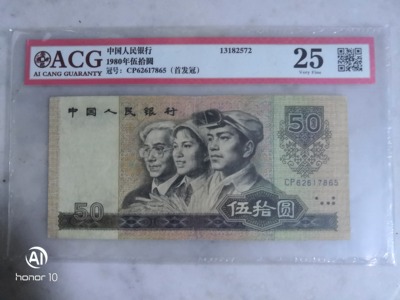 ACG
AI CANG GUARANTY
中国人民银行
1980年伍拾圆
冠号：CP62617865（首发冠）
13182572
25
Very Fine
中国人民银行
50
CP62617865
50
伍拾圆
AI
HONOR 10